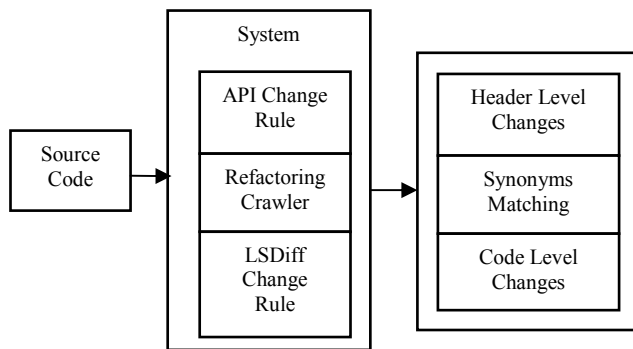 System
API Change
Rule
Refactoring
Crawler
LSDiff
Change
Rule
Source
Code
Header Level
Changes
Synonyms
Matching
Code Level
Changes